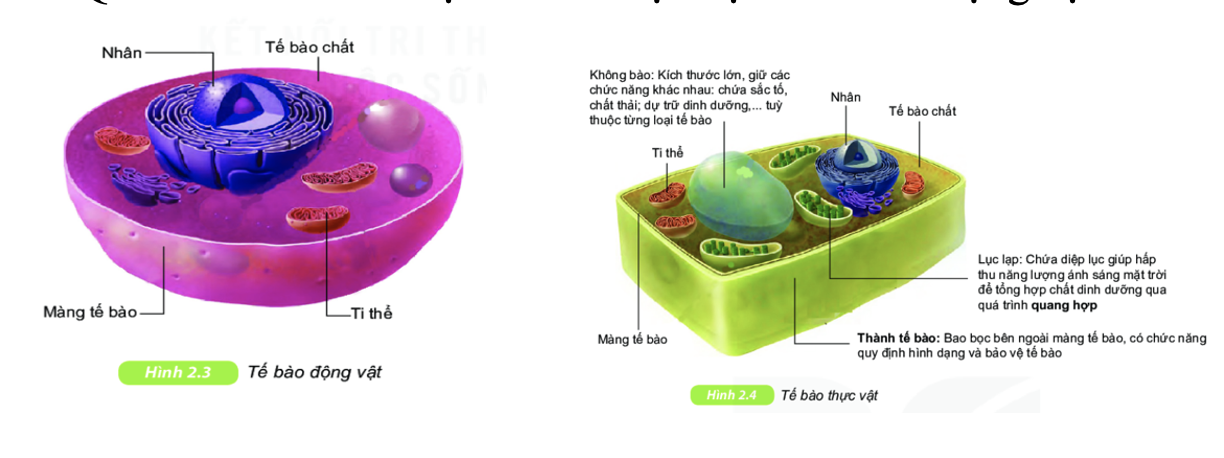 Nhân
Tế bào chất
Màng tế bào
Ti thể
Hình 2.3 Tế bào động vật
Không bào: Kích thước lớn, giữ các
chức năng khác nhau: chứa sắc tố,
chất thải; dự trữ dinh dưỡng,... tuỳ
thuộc từng loại tế bào
Nhân
Tế bào chất
Ti thể
Lục lạp: Chứa diệp lục giúp hấp
thu năng lượng ánh sáng mặt trời
để tổng hợp chất dinh dưỡng qua
quá trình quang hợp
Màng tế bào
Thành tế bào: Bao bọc bên ngoài màng tế bào, có chức năng
quy định hình dạng và bảo vệ tế bào
Hình 2.4 Tế bào thực vật